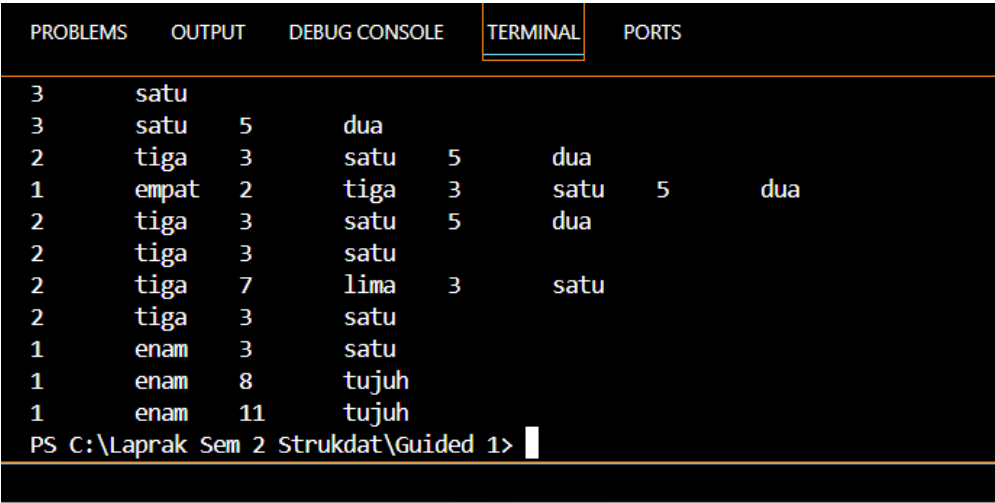 PROBLEMS OUTPUT DEBUG CONSOLE TERMINAL PORTS
3 satu
3 satu 5 dua
2 tiga 3 satu 5 dua
1 empat 2 tiga 3 satu 5 dua
2 tiga 3 satu 5 dua
2 tiga 3 satu
2 tiga 7 lima 3 satu
2 tiga 3 satu
1 enam 3 satu
1 enam 8 tujuh
1 enam 11 tujuh
PS C:\Laprak Sem 2 Strukdat\Guided 1>